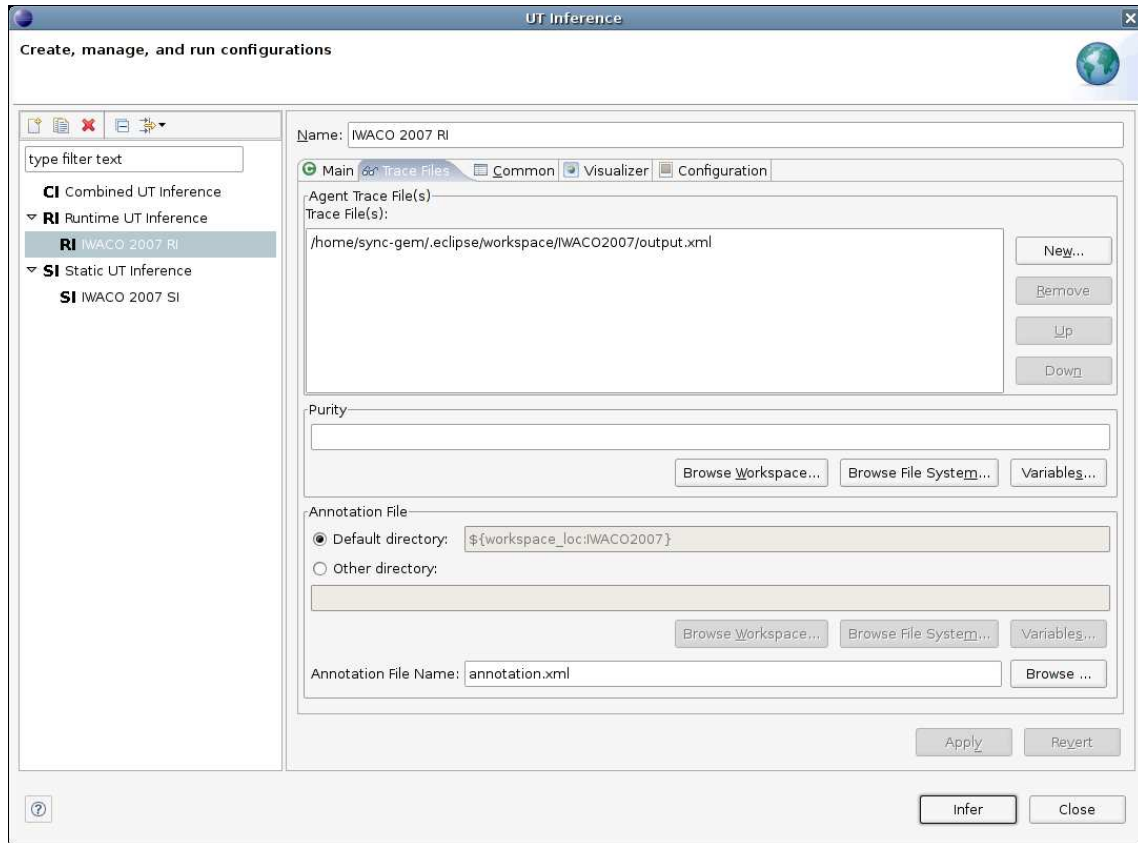 UT Inference
Create, manage, and run configurations
type filter text
CI Combined UT Inference
RI Runtime UT Inference
RI IWACO 2007 RI
SI Static UT Inference
SI IWACO 2007 SI
Name: IWACO 2007 RI
Main Trace Files Common Visualizer Configuration
Agent Trace File(s)
Trace File(s):
/home/sync-gem/.eclipse/workspace/IWACO2007/output.xml
New...
Remove
Up
Down
Purity
Browse Workspace... Browse File System... Variables...
Annotation File
Default directory: ${workspace_loc:IWACO2007}
Other directory:
Browse Workspace... Browse File System... Variables...
Annotation File Name: annotation.xml Browse ...
Apply Revert
Infer Close